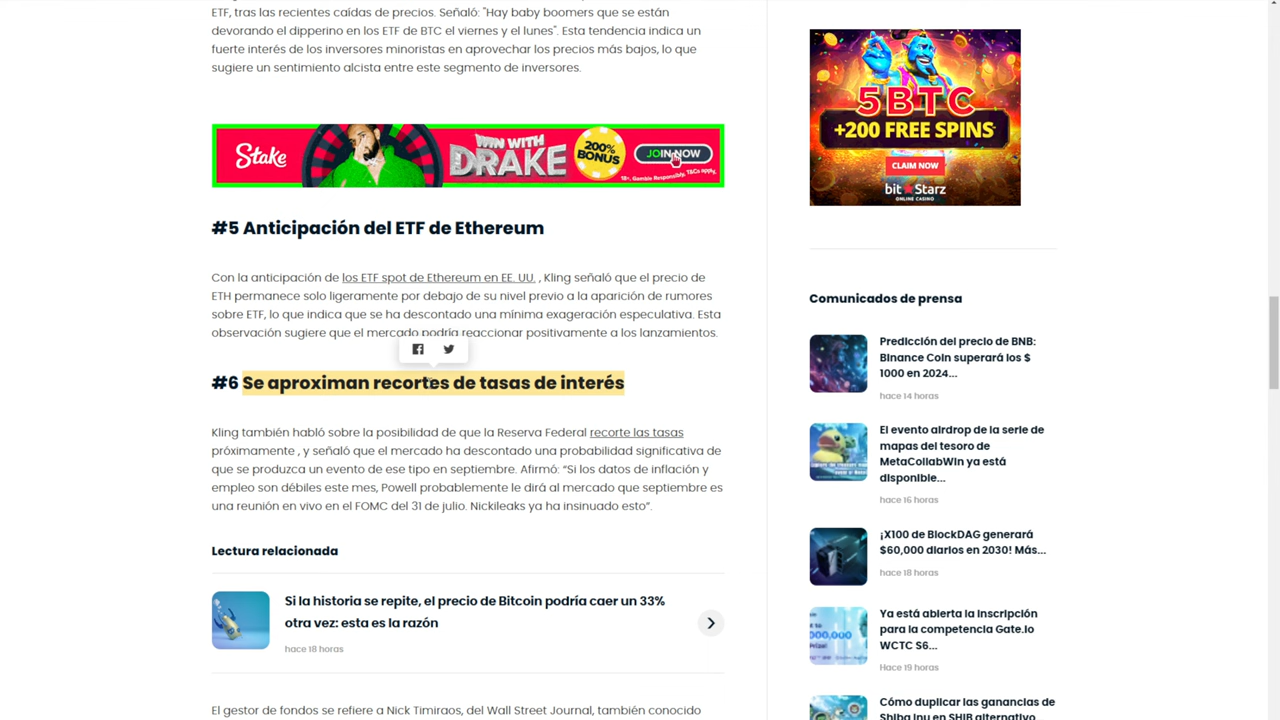 ETF, tras las recientes caídas de precios. Señaló: "Hay baby boomers que se están
devorando el dipperino en los ETF de BTC el viernes y el lunes". Esta tendencia indica un
fuerte interés de los inversores minoristas en aprovechar los precios más bajos, lo que
sugiere un sentimiento alcista entre este segmento de inversores.
Stake
WIN WITH
DRAKE
200%
BONUS
JOIN NOW
18+. Gamble Responsibly. T&Cs apply.
#5 Anticipación del ETF de Ethereum
Con la anticipación de los ETF spot de Ethereum en EE. UU. , Kling señaló que el precio de
ETH permanece solo ligeramente por debajo de su nivel previo a la aparición de rumores
sobre ETF, lo que indica que se ha descontado una mínima exageración especulativa. Esta
observación sugiere que el mercado podría reaccionar positivamente a los lanzamientos.
#6 Se aproximan recortes de tasas de interés
Kling también habló sobre la posibilidad de que la Reserva Federal recorte las tasas
próximamente , y señaló que el mercado ha descontado una probabilidad significativa de
que se produzca un evento de ese tipo en septiembre. Afirmó: “Si los datos de inflación y
empleo son débiles este mes, Powell probablemente le dirá al mercado que septiembre es
una reunión en vivo en el FOMC del 31 de julio. Nickileaks ya ha insinuado esto”.
Lectura relacionada
Si la historia se repite, el precio de Bitcoin podría caer un 33%
otra vez: esta es la razón
hace 18 horas
El gestor de fondos se refiere a Nick Timiraos, del Wall Street Journal, también conocido
5BTC
+200 FREE SPINS
CLAIM NOW
bitStarz
ONLINE CASINO
Comunicados de prensa
Predicción del precio de BNB:
Binance Coin superará los $
1000 en 2024...
hace 14 horas
El evento airdrop de la serie de
mapas del tesoro de
MetaCollabWin ya está
disponible...
hace 16 horas
¡X100 de BlockDAG generará
$60,000 diarios en 2030! Más...
hace 18 horas
Ya está abierta la inscripción
para la competencia Gate.io
WCTC S6...
Hace 19 horas
Cómo duplicar las ganancias de
Shiba Inu en SHIB alternativo